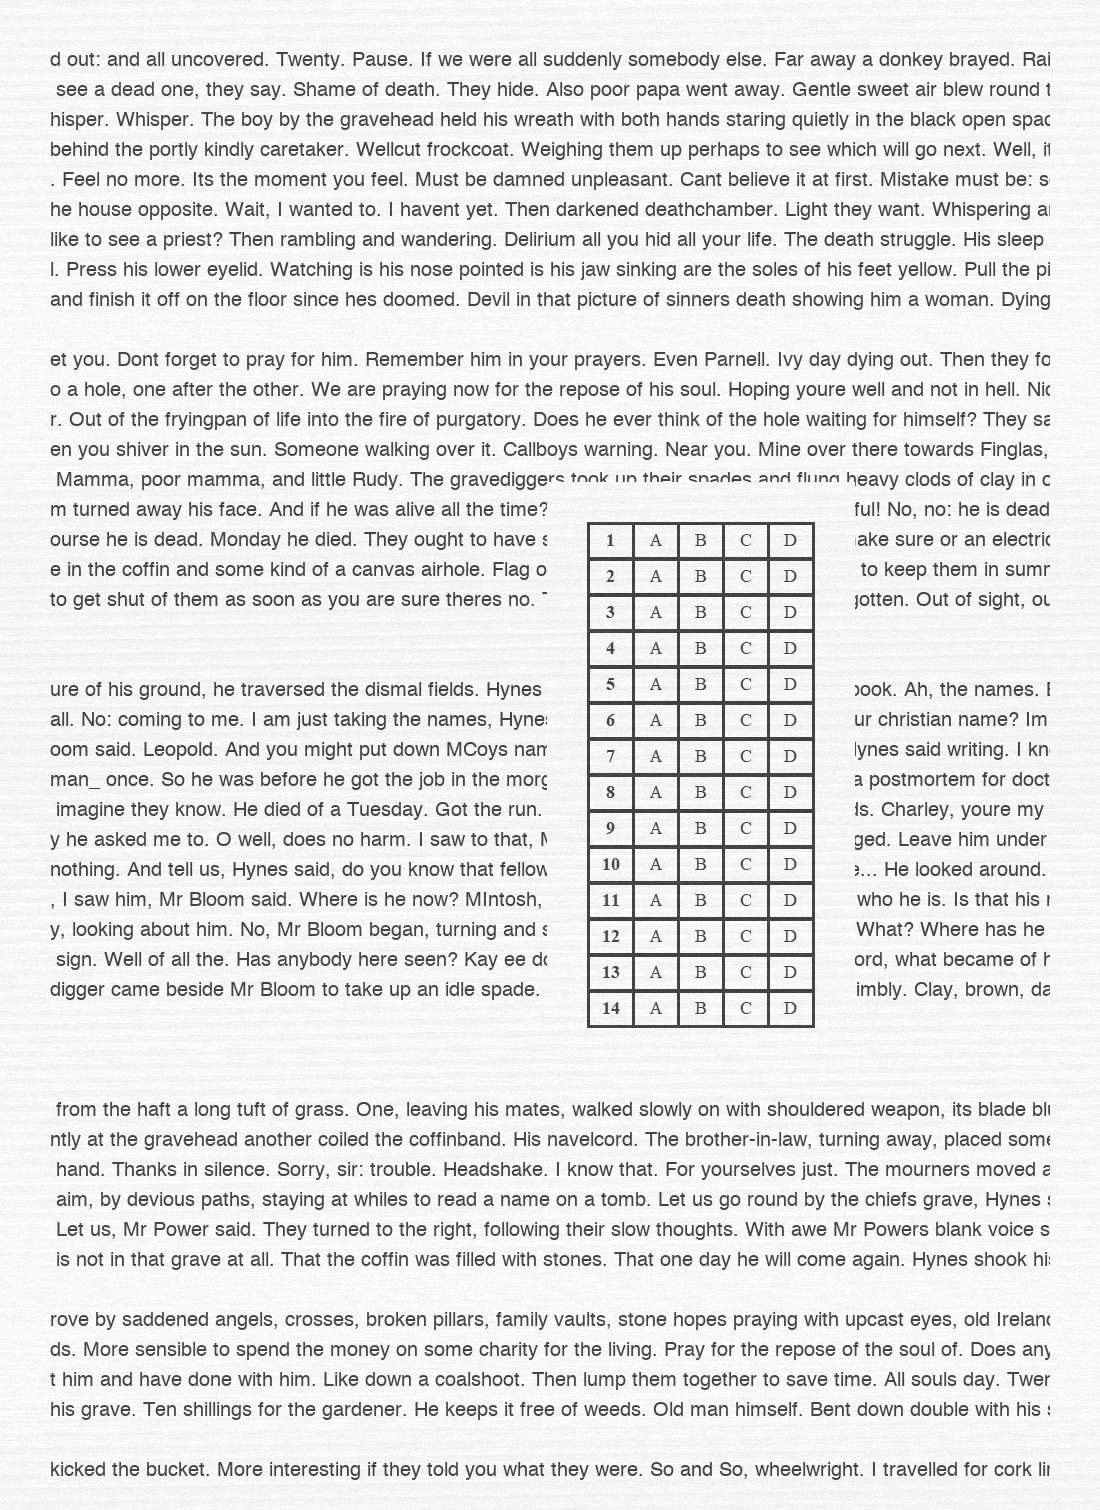 d out: and all uncovered. Twenty. Pause. If we were all suddenly somebody else. Far away a donkey brayed. Rai
see a dead one, they say. Shame of death. They hide. Also poor papa went away. Gentle sweet air blew round t
hisper. Whisper. The boy by the gravehead held his wreath with both hands staring quietly in the black open spac
behind the portly kindly caretaker. Wellcut frockcoat. Weighing them up perhaps to see which will go next. Well, it
. Feel no more. Its the moment you feel. Must be damned unpleasant. Cant believe it at first. Mistake must be: s
he house opposite. Wait, I wanted to. I havent yet. Then darkened deathchamber. Light they want. Whispering a
like to see a priest? Then rambling and wandering. Delirium all you hid all your life. The death struggle. His sleep
l. Press his lower eyelid. Watching is his nose pointed is his jaw sinking are the soles of his feet yellow. Pull the pi
and finish it off on the floor since hes doomed. Devil in that picture of sinners death showing him a woman. Dying
et you. Dont forget to pray for him. Remember him in your prayers. Even Parnell. Ivy day dying out. Then they fo
o a hole, one after the other. We are praying now for the repose of his soul. Hoping youre well and not in hell. Nic
r. Out of the fryingpan of life into the fire of purgatory. Does he ever think of the hole waiting for himself? They sa
en you shiver in the sun. Someone walking over it. Callboys warning. Near you. Mine over there towards Finglas,
Mamma, poor mamma, and little Rudy. The gravediggers took up their spades and flung heavy clods of clay in c
m turned away his face. And if he was alive all the time? ful! No, no: he is dead
ourse he is dead. Monday he died. They ought to have s ake sure or an electric
e in the coffin and some kind of a canvas airhole. Flag o to keep them in summ
to get shut of them as soon as you are sure theres no. gotten. Out of sight, ou
ure of his ground, he traversed the dismal fields. Hynes book. Ah, the names.
all. No: coming to me. I am just taking the names, Hynes ur christian name? Im
oom said. Leopold. And you might put down MCoys nam Hynes said writing. I kn
man_ once. So he was before he got the job in the morg a postmortem for doct
imagine they know. He died of a Tuesday. Got the run. ds. Charley, youre my
y he asked me to. O well, does no harm. I saw to that, M ged. Leave him under
nothing. And tell us, Hynes said, do you know that fellow e... He looked around.
, I saw him, Mr Bloom said. Where is he now? MIntosh, who he is. Is that his
y, looking about him. No, Mr Bloom began, turning and s What? Where has he
sign. Well of all the. Has anybody here seen? Kay ee do ord, what became of h
digger came beside Mr Bloom to take up an idle spade. imbly. Clay, brown, da
1 A B C D
2 A B C D
3 A B C D
4 A B C D
5 A B C D
6 A B C D
7 A B C D
8 A B C D
9 A B C D
10 A B C D
11 A B C D
12 A B C D
13 A B C D
14 A B C D
from the haft a long tuft of grass. One, leaving his mates, walked slowly on with shouldered weapon, its blade blu
ntly at the gravehead another coiled the coffinband. His navelcord. The brother-in-law, turning away, placed some
hand. Thanks in silence. Sorry, sir: trouble. Headshake. I know that. For yourselves just. The mourners moved a
aim, by devious paths, staying at whiles to read a name on a tomb. Let us go round by the chiefs grave, Hynes s
Let us, Mr Power said. They turned to the right, following their slow thoughts. With awe Mr Powers blank voice s
is not in that grave at all. That the coffin was filled with stones. That one day he will come again. Hynes shook his
rove by saddened angels, crosses, broken pillars, family vaults, stone hopes praying with upcast eyes, old Ireland
ds. More sensible to spend the money on some charity for the living. Pray for the repose of the soul of. Does any
t him and have done with him. Like down a coalshoot. Then lump them together to save time. All souls day. Twen
his grave. Ten shillings for the gardener. He keeps it free of weeds. Old man himself. Bent down double with his s
kicked the bucket. More interesting if they told you what they were. So and So, wheelwright. I travelled for cork lin